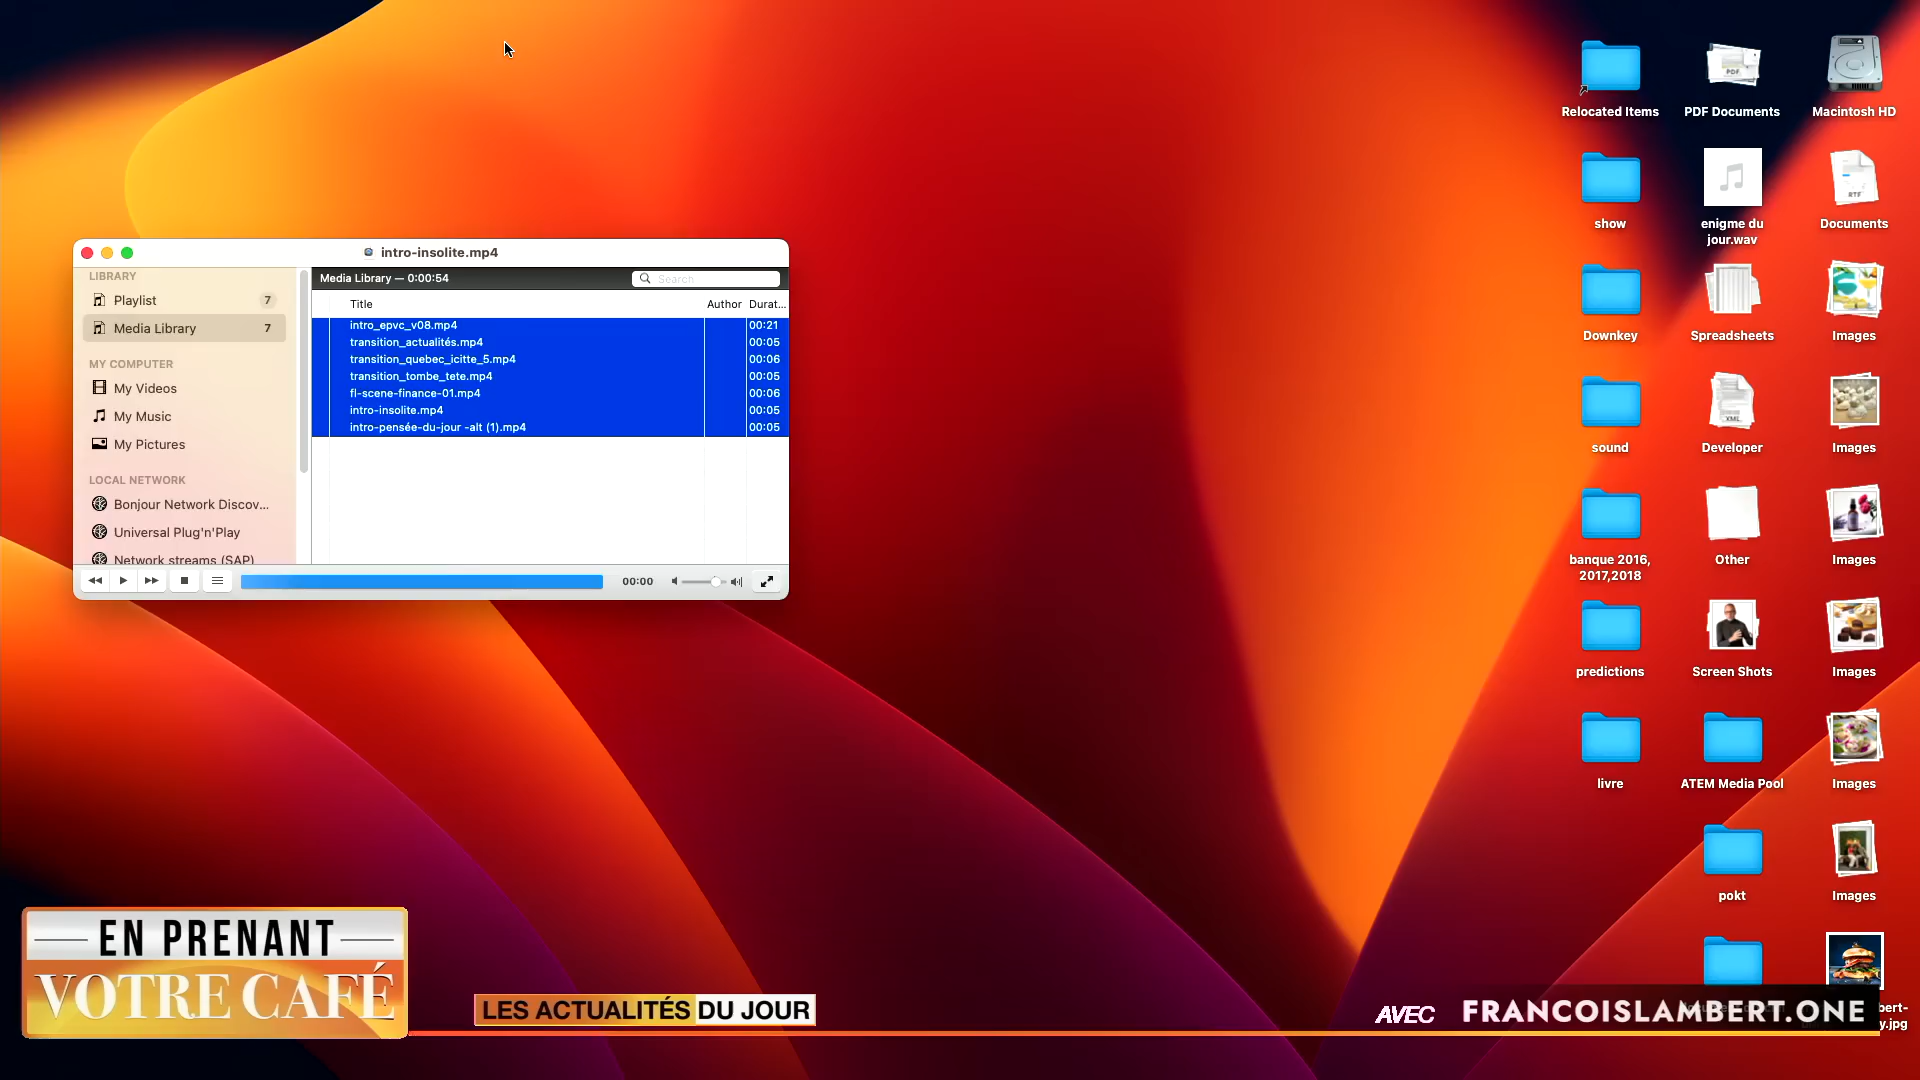 intro-insolite.mp4
LIBRARY
Playlist 7
Media Library 7
MY COMPUTER
My Videos
My Music
My Pictures
LOCAL NETWORK
Bonjour Network Discov...
Universal Plug'n'Play
Network streams (SAP)
Media Library — 0:00:54
Search
Title Author Durat...
intro_epvc_v08.mp4 00:21
transition_actualités.mp4 00:05
transition_quebec_icitte_5.mp4 00:06
transition_tombe_tete.mp4 00:05
fl-scene-finance-01.mp4 00:06
intro-insolite.mp4 00:05
intro-pensée-du-jour -alt (1).mp4 00:05
00:00
Relocated Items
PDF Documents
PDF
Macintosh HD
show
enigme du
jour.wav
RTF
Documents
Downkey
Spreadsheets
Images
sound
XML
Developer
Images
banque 2016,
2017,2018
Other
Images
predictions
Screen Shots
Images
livre
ATEM Media Pool
Images
pokt
Images
bert-
y.jpg
EN PRENANT
VOTRE CAFÉ
LES ACTUALITÉS DU JOUR
AVEC FRANCOISLAMBERT.ONE